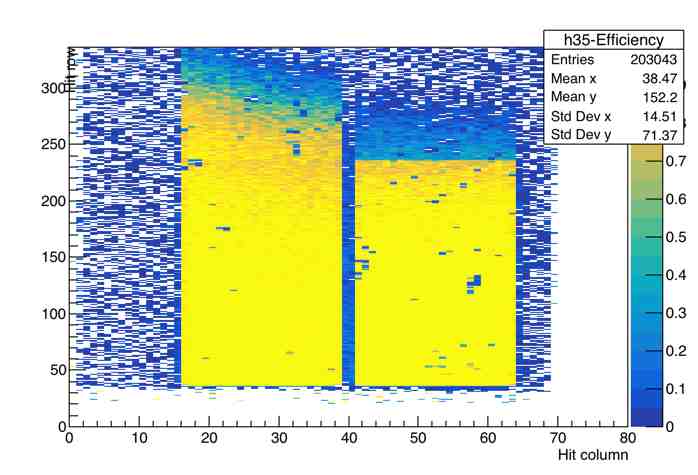 h35-Efficiency
Entries 203043
Mean x 38.47
Mean y 152.2
Std Dev x 14.51
Std Dev y 71.37
row
300
250
200
150
100
50
0
0 10 20 30 40 50 60 70 80
Hit column
0.7
0.6
0.5
0.4
0.3
0.2
0.1
0